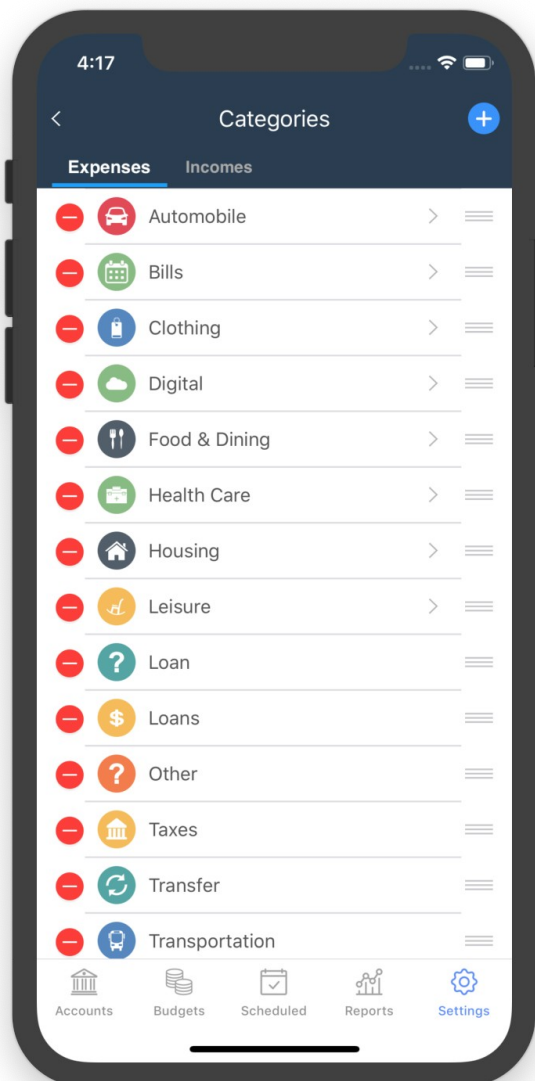 4:17
Categories
Expenses Incomes
Automobile
Bills
Clothing
Digital
Food & Dining
Health Care
Housing
Leisure
? Loan
$ Loans
? Other
Taxes
Transfer
Transportation
Accounts Budgets Scheduled Reports Settings